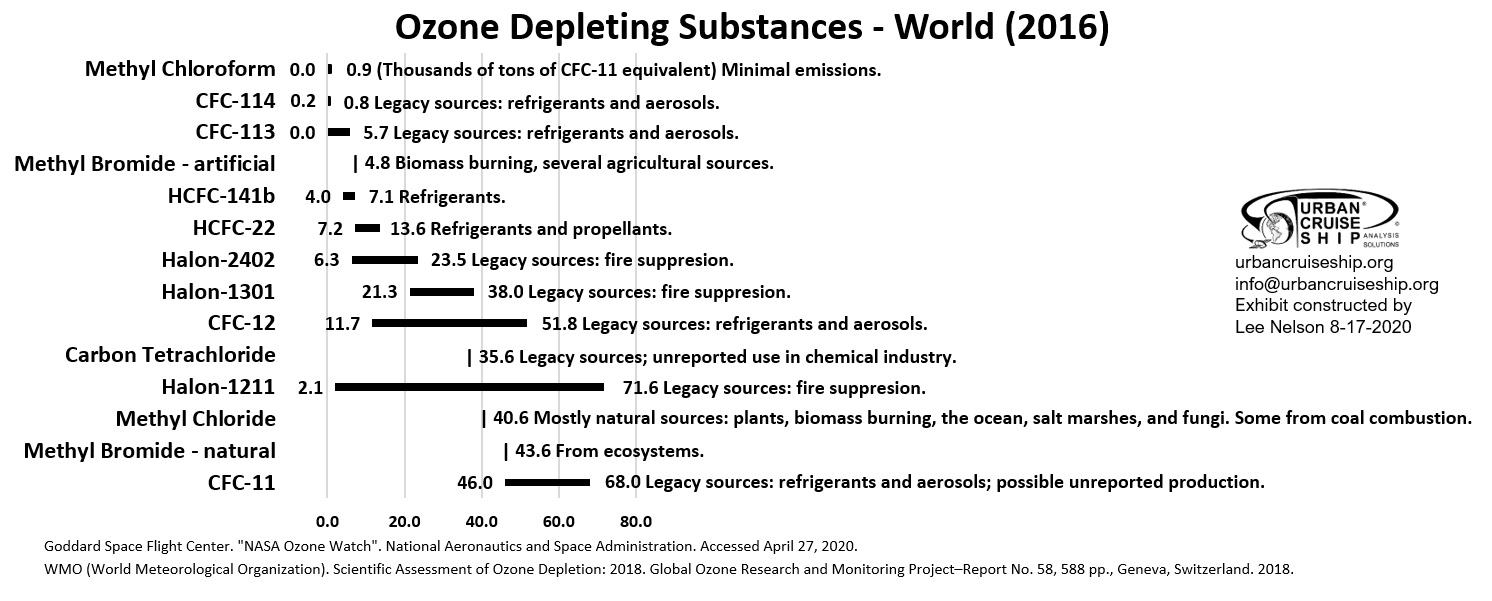 Ozone Depleting Substances - World (2016)
Methyl Chloroform 0.0 0.9 (Thousands of tons of CFC-11 equivalent) Minimal emissions.
CFC-114 0.2 0.8 Legacy sources: refrigerants and aerosols.
CFC-113 0.0 5.7 Legacy sources: refrigerants and aerosols.
Methyl Bromide - artificial 4.8 Biomass burning, several agricultural sources.
HCFC-141b 4.0 7.1 Refrigerants.
HCFC-22 7.2 13.6 Refrigerants and propellants.
Halon-2402 6.3 23.5 Legacy sources: fire suppresion.
Halon-1301 21.3 38.0 Legacy sources: fire suppresion.
CFC-12 11.7 51.8 Legacy sources: refrigerants and aerosols.
Carbon Tetrachloride 35.6 Legacy sources; unreported use in chemical industry.
Halon-1211 2.1 71.6 Legacy sources: fire suppresion.
Methyl Chloride 40.6 Mostly natural sources: plants, biomass burning, the ocean, salt marshes, and fungi. Some from coal combustion.
Methyl Bromide - natural 43.6 From ecosystems.
CFC-11 46.0 68.0 Legacy sources: refrigerants and aerosols; possible unreported production.
0.0 20.0 40.0 60.0 80.0
URBAN®
CRUISE ©
SHIP ANALYSIS
SOLUTIONS
urbancruiseship.org
info@urbancruiseship.org
Exhibit constructed by
Lee Nelson 8-17-2020
Goddard Space Flight Center. "NASA Ozone Watch". National Aeronautics and Space Administration. Accessed April 27, 2020.
WMO (World Meteorological Organization). Scientific Assessment of Ozone Depletion: 2018. Global Ozone Research and Monitoring Project–Report No. 58, 588 pp., Geneva, Switzerland. 2018.